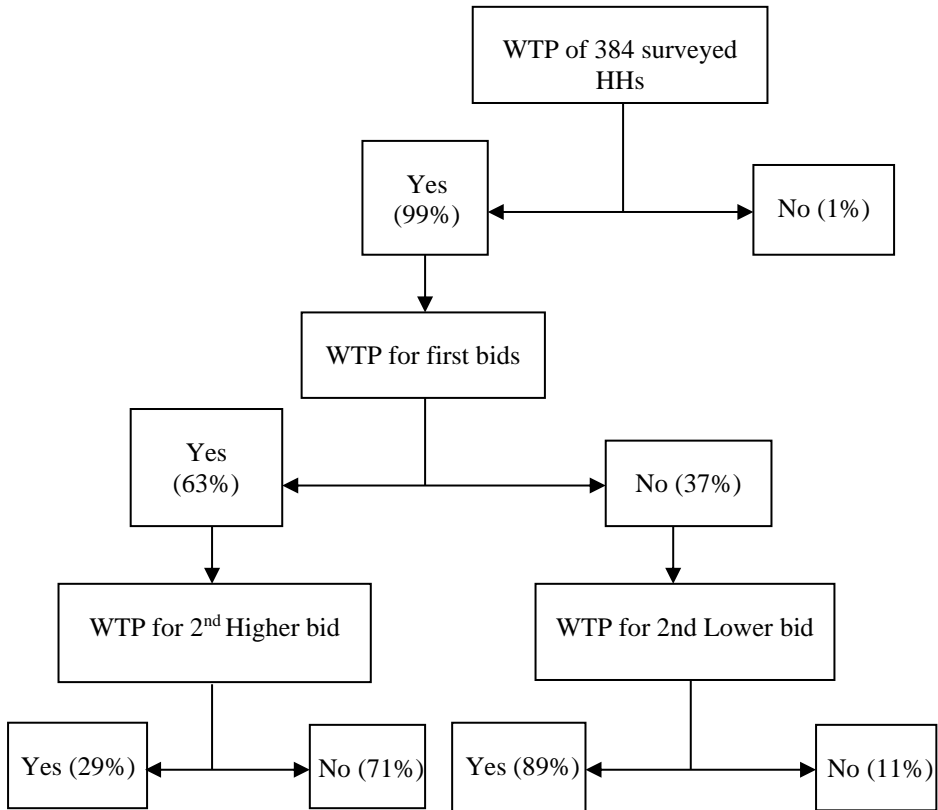 WTP of 384 surveyed
HHs
Yes
(99%)
No (1%)
WTP for first bids
Yes
(63%)
No (37%)
WTP for 2nd Higher bid
WTP for 2nd Lower bid
Yes (29%)
No (71%)
Yes (89%)
No (11%)